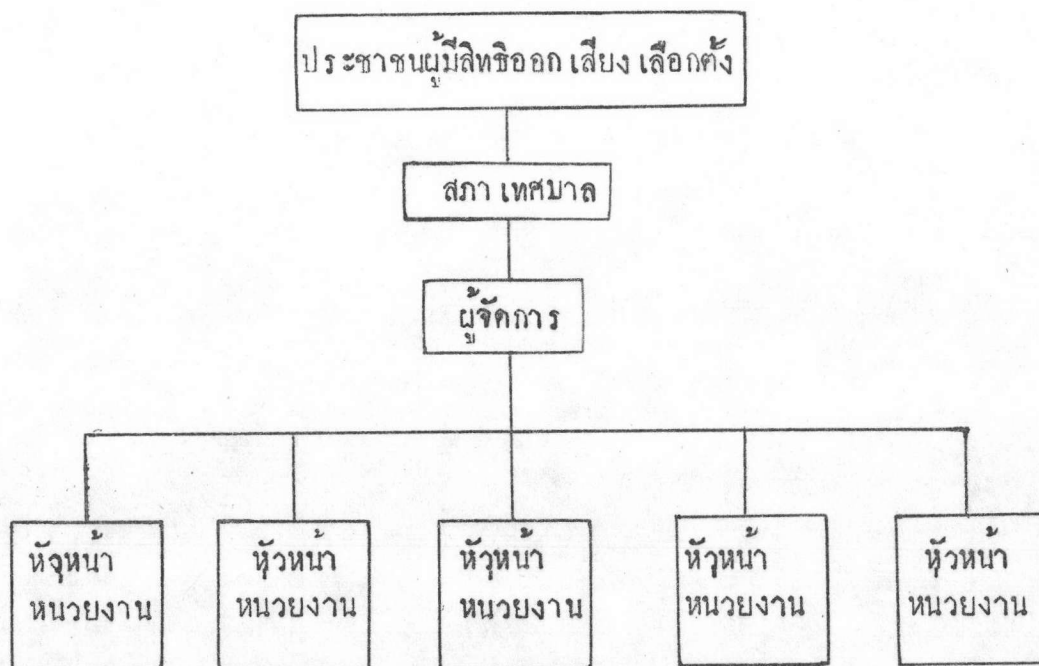 ประชาชนผู้มีสิทธิออกเสียงเลือกตั้ง
สภาเทศบาล
ผู้จัดการ
หัวหน้า
หนวยงาน
หัวหน้า
หนวยงาน
หัวหน้า
หนวยงาน
หัวหน้า
หนวยงาน
หัวหน้า
หนวยงาน